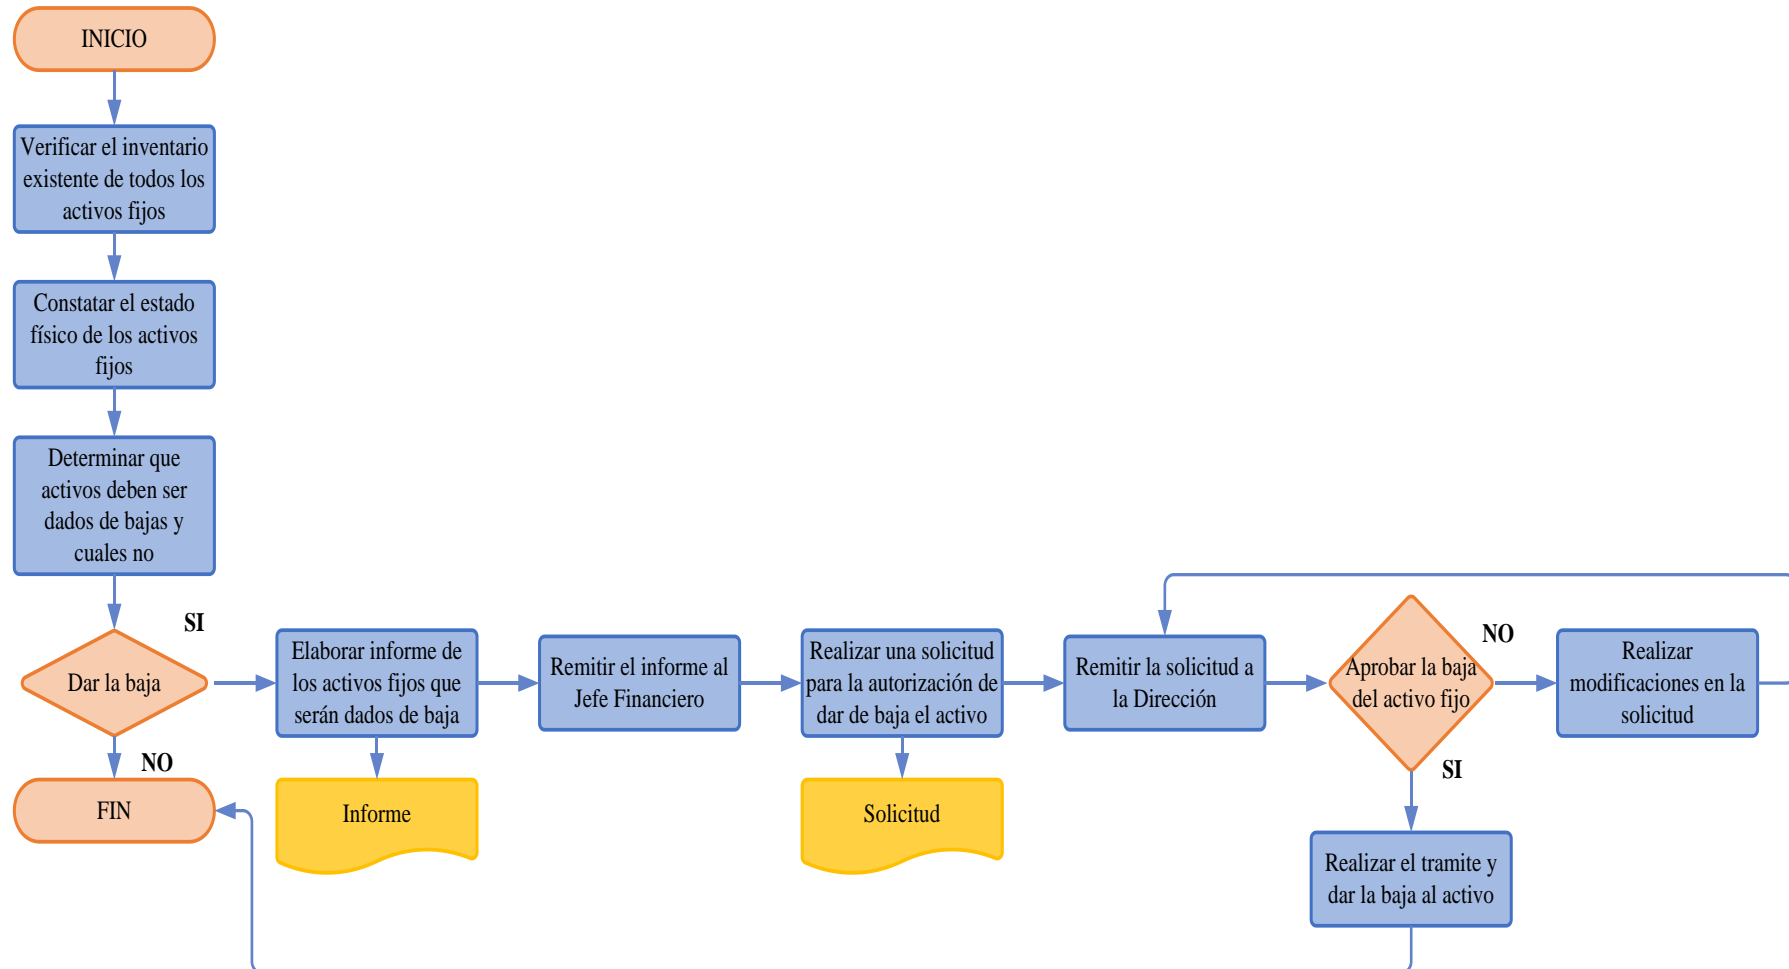 INICIO
Verificar el inventario
existente de todos los
activos fijos
Constatar el estado
físico de los activos
fijos
Determinar que
activos deben ser
dados de bajas y
cuales no
Dar la baja
SI
NO
FIN
Elaborar informe de
los activos fijos que
serán dados de baja
Informe
Remitir el informe al
Jefe Financiero
Realizar una solicitud
para la autorización de
dar de baja el activo
Solicitud
Remitir la solicitud a
la Dirección
Aprobar la baja
del activo fijo
NO
Realizar
modificaciones en la
solicitud
SI
Realizar el tramite y
dar la baja al activo